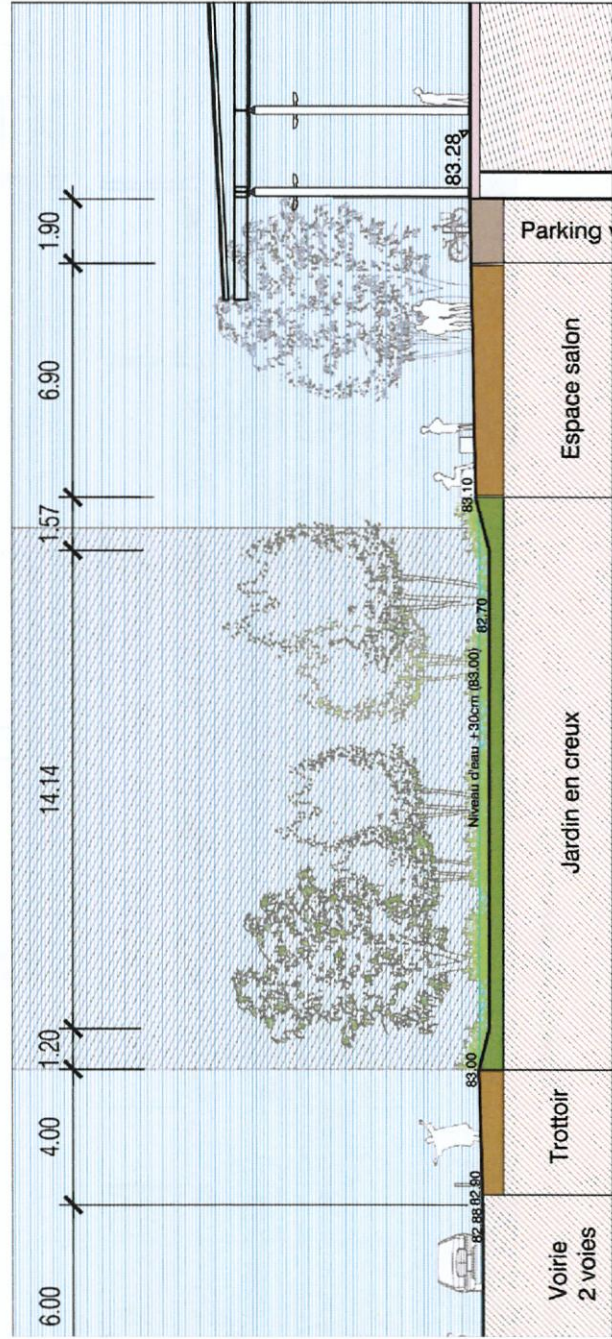 6.00
4.00
1.20
14.14
1.57
6.90
1.90
82.88
82.90
83.00
Niveau d'eau +30cm (83.00)
82.70
83.10
83.28
Voirie
2 voies
Trottoir
Jardin en creux
Espace salon
Parking